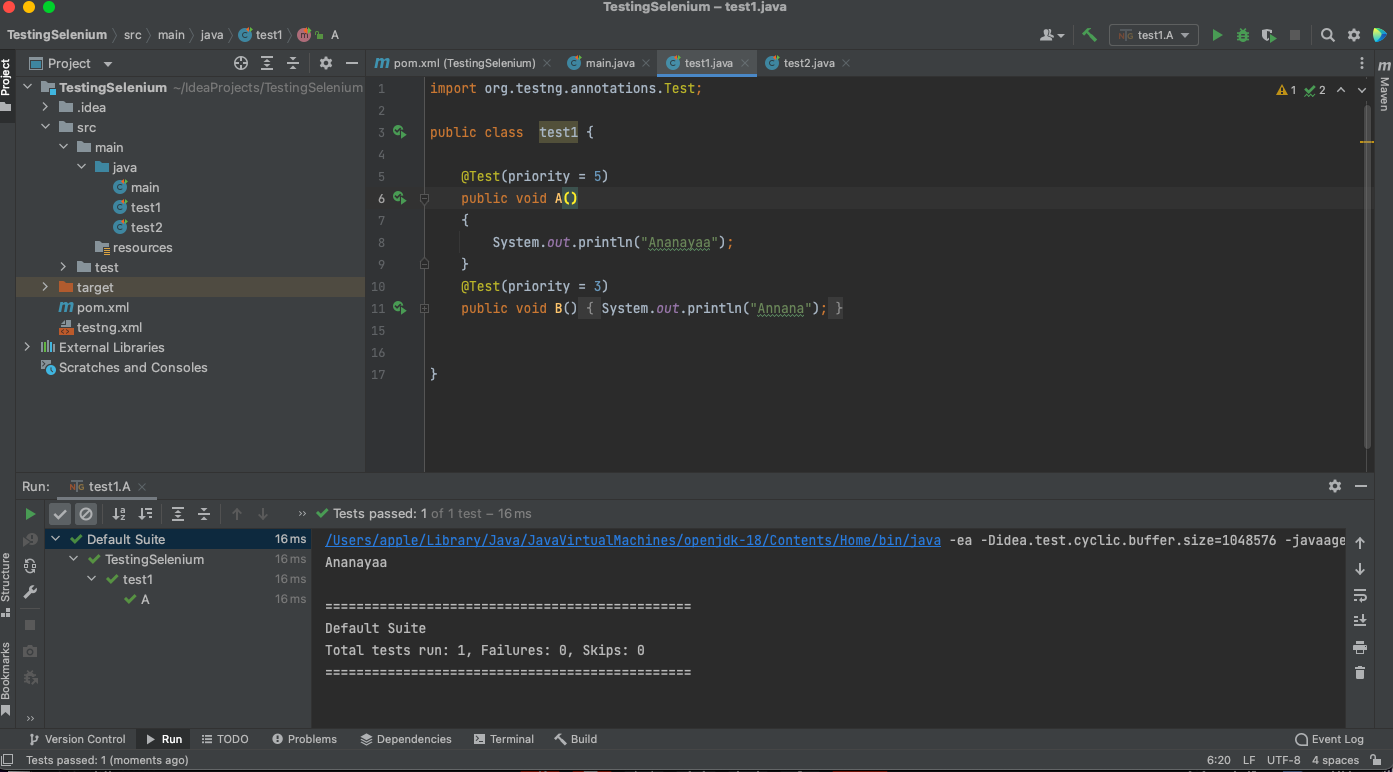 TestingSelenium – test1.java
TestingSelenium 〉 src 〉 main 〉 java 〉 test1 〉 m A
test1.A
Project
pom.xml (TestingSelenium)
main.java
test1.java
test2.java
Project
Maven
TestingSelenium ~/IdeaProjects/TestingSelenium
.idea
src
main
java
main
test1
test2
resources
test
target
pom.xml
testng.xml
External Libraries
Scratches and Consoles
1 import org.testng.annotations.Test;
2
3 public class test1 {
4
5 @Test(priority = 5)
6 public void A()
7 {
8 System.out.println("Ananayaa");
9 }
10 @Test(priority = 3)
11 public void B() { System.out.println("Annana"); }
15
16
17 }
1 2
Run: test1.A
Tests passed: 1 of 1 test – 16 ms
Default Suite 16 ms
TestingSelenium 16 ms
test1 16 ms
A 16 ms
/Users/apple/Library/Java/JavaVirtualMachines/openjdk-18/Contents/Home/bin/java -ea -Didea.test.cyclic.buffer.size=1048576 -javaage
Ananayaa
===============================================
Default Suite
Total tests run: 1, Failures: 0, Skips: 0
===============================================
Structure
Bookmarks
Version Control Run TODO Problems Dependencies Terminal Build Event Log
Tests passed: 1 (moments ago) 6:20 LF UTF-8 4 spaces